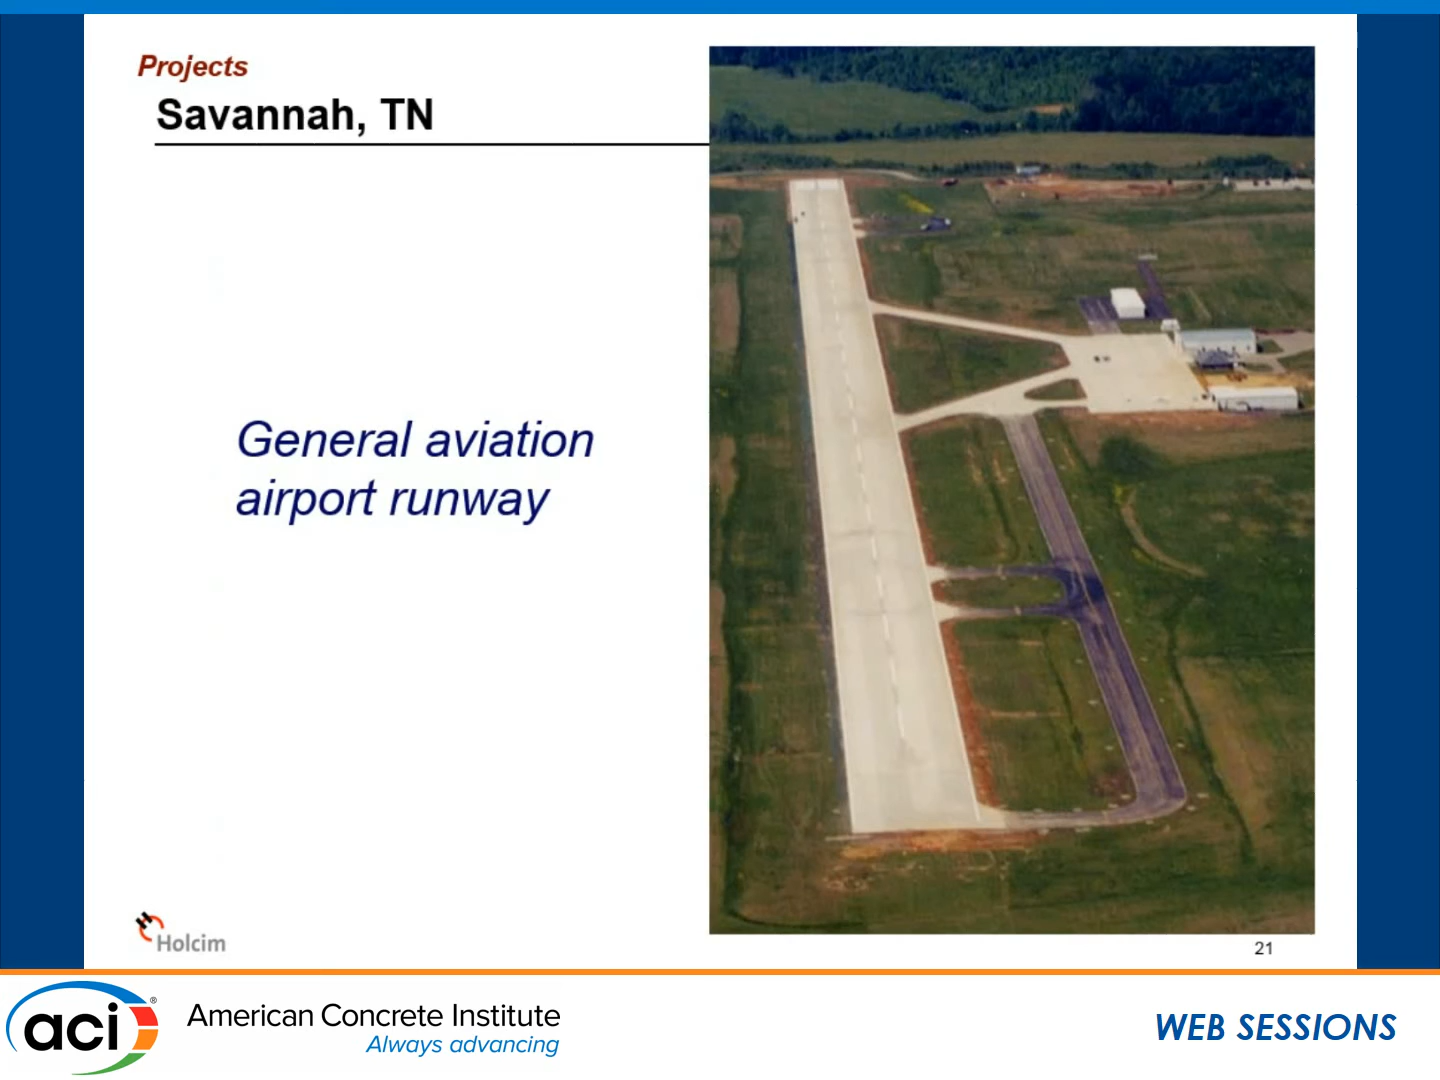 Projects
Savannah, TN
General aviation
airport runway
Holcim
21
aci®
American Concrete Institute
Always advancing
WEB SESSIONS